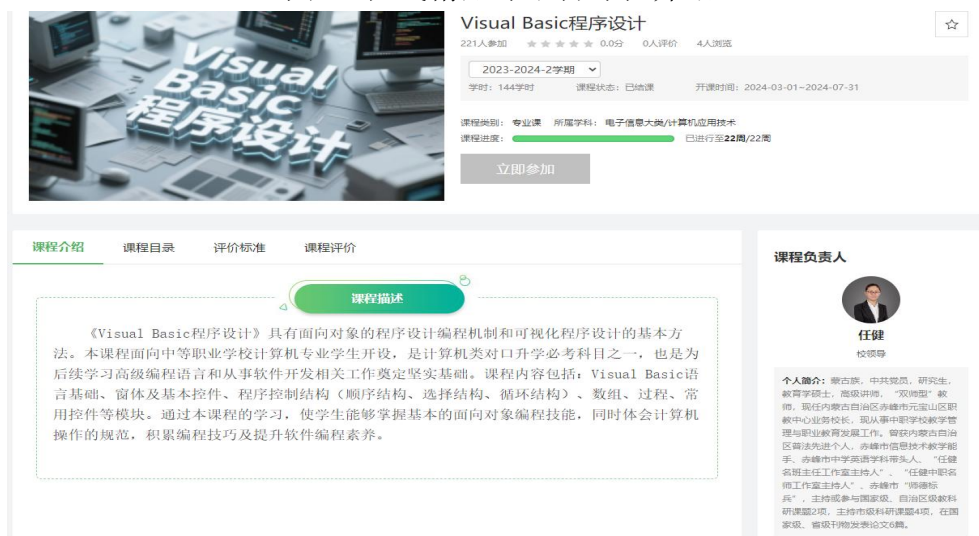 Visual
Basic
程序设计
Visual Basic程序设计
221人参加 ★★★★★ 0.0分 0人评价 4人浏览
2023-2024-2学期
学时：144学时 课程状态：已结课 开课时间：2024-03-01~2024-07-31
课程类别：专业课 所属学科：电子信息大类/计算机应用技术
课程进度： 已进行至22周/22周
立即参加
课程介绍 课程目录 评价标准 课程评价
课程描述
《Visual Basic程序设计》具有面向对象的程序设计编程机制和可视化程序设计的基本方
法。本课程面向中等职业学校计算机专业学生开设，是计算机类对口升学必考科目之一，也是为
后续学习高级编程语言和从事软件开发相关工作奠定坚实基础。课程内容包括：Visual Basic语
言基础、窗体及基本控件、程序控制结构（顺序结构、选择结构、循环结构）、数组、过程、常
用控件等模块。通过本课程的学习，使学生能够掌握基本的面向对象编程技能，同时体会计算机
操作的规范，积累编程技巧及提升软件编程素养。
课程负责人
任健
校领导
个人简介：蒙古族，中共党员，研究生，
教育学硕士，高级讲师，“双师型”教
师，现任内蒙古自治区赤峰市元宝山区职
教中心业务校长，现从事中职学校教学管
理与职业教育发展工作。曾获内蒙古自治
区普法先进个人、赤峰市信息技术教学能
手、赤峰市中学英语学科带头人、“任健
名班主任工作室主持人”、“任健中职名
师工作室主持人”、赤峰市“师德标
兵”，主持或参与国家级、自治区级教科
研课题2项，主持市级科研课题4项，在国
家级、省级刊物发表论文6篇。